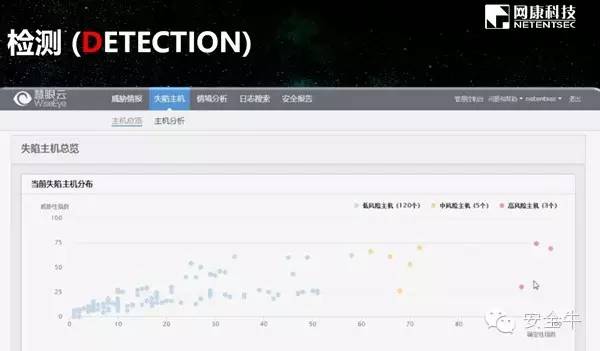 网康科技
NETENTSEC
检测 (DETECTION)
慧眼云
WiseEye
威胁情报 失陷主机 情境分析 日志搜索 安全报告
管理控制台 问题和帮助 netentsec 退出
主机总览 主机分析
失陷主机总览
当前失陷主机分布
威胁性指数
低风险主机 (120个) 中风险主机 (5个) 高风险主机 (3个)
100
75
50
25
0
0 10 20 30 40 50 60 70 80
确定性指数
安全牛